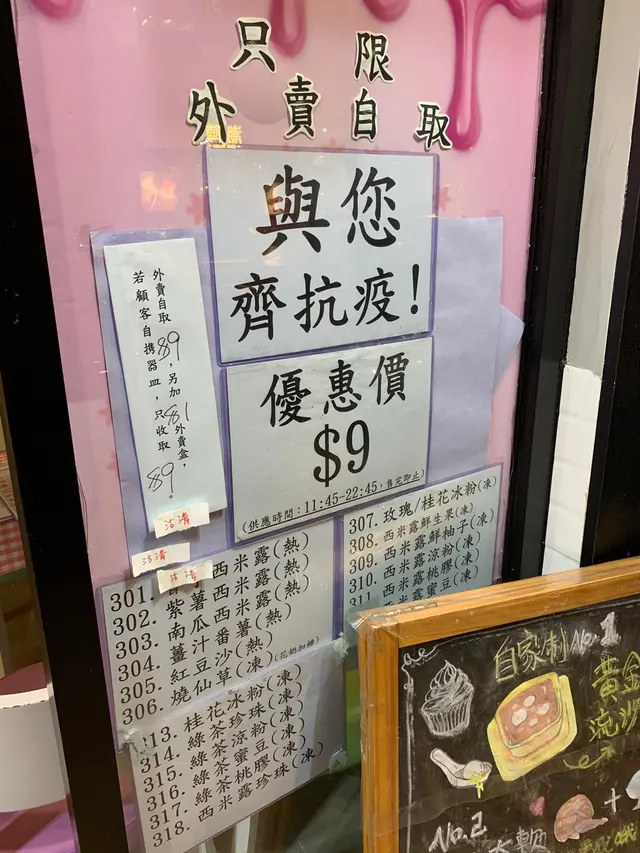 只限
外賣自取
與您
齊抗疫！
優惠價
$9
(供應時間：11:45-22:45，售完即止)
外賣自取$9，另加$1外賣盒，
若顧客自携器皿，只收取$9。
沽清
沽清
沽清
301. 西米露(熱)
302. 紫薯西米露(熱)
303. 南瓜西米露(熱)
304. 薑汁番薯(熱)
305. 紅豆沙(熱)
306. 燒仙草(凍)(花奶加糖)
307. 玫瑰/桂花冰粉(凍)
308. 西米露鮮生果(凍)
309. 西米露鮮柚子(凍)
310. 西米露涼粉(凍)
西米露桃膠(凍)
西米露蜜豆(凍)
313. 桂花冰粉(凍)
314. 綠茶珍珠(凍)
315. 綠茶涼粉(凍)
316. 綠茶蜜豆(凍)
317. 綠茶桃膠(凍)
318. 西米露珍珠(凍)
自家制No.1
黃金
流沙
No.2